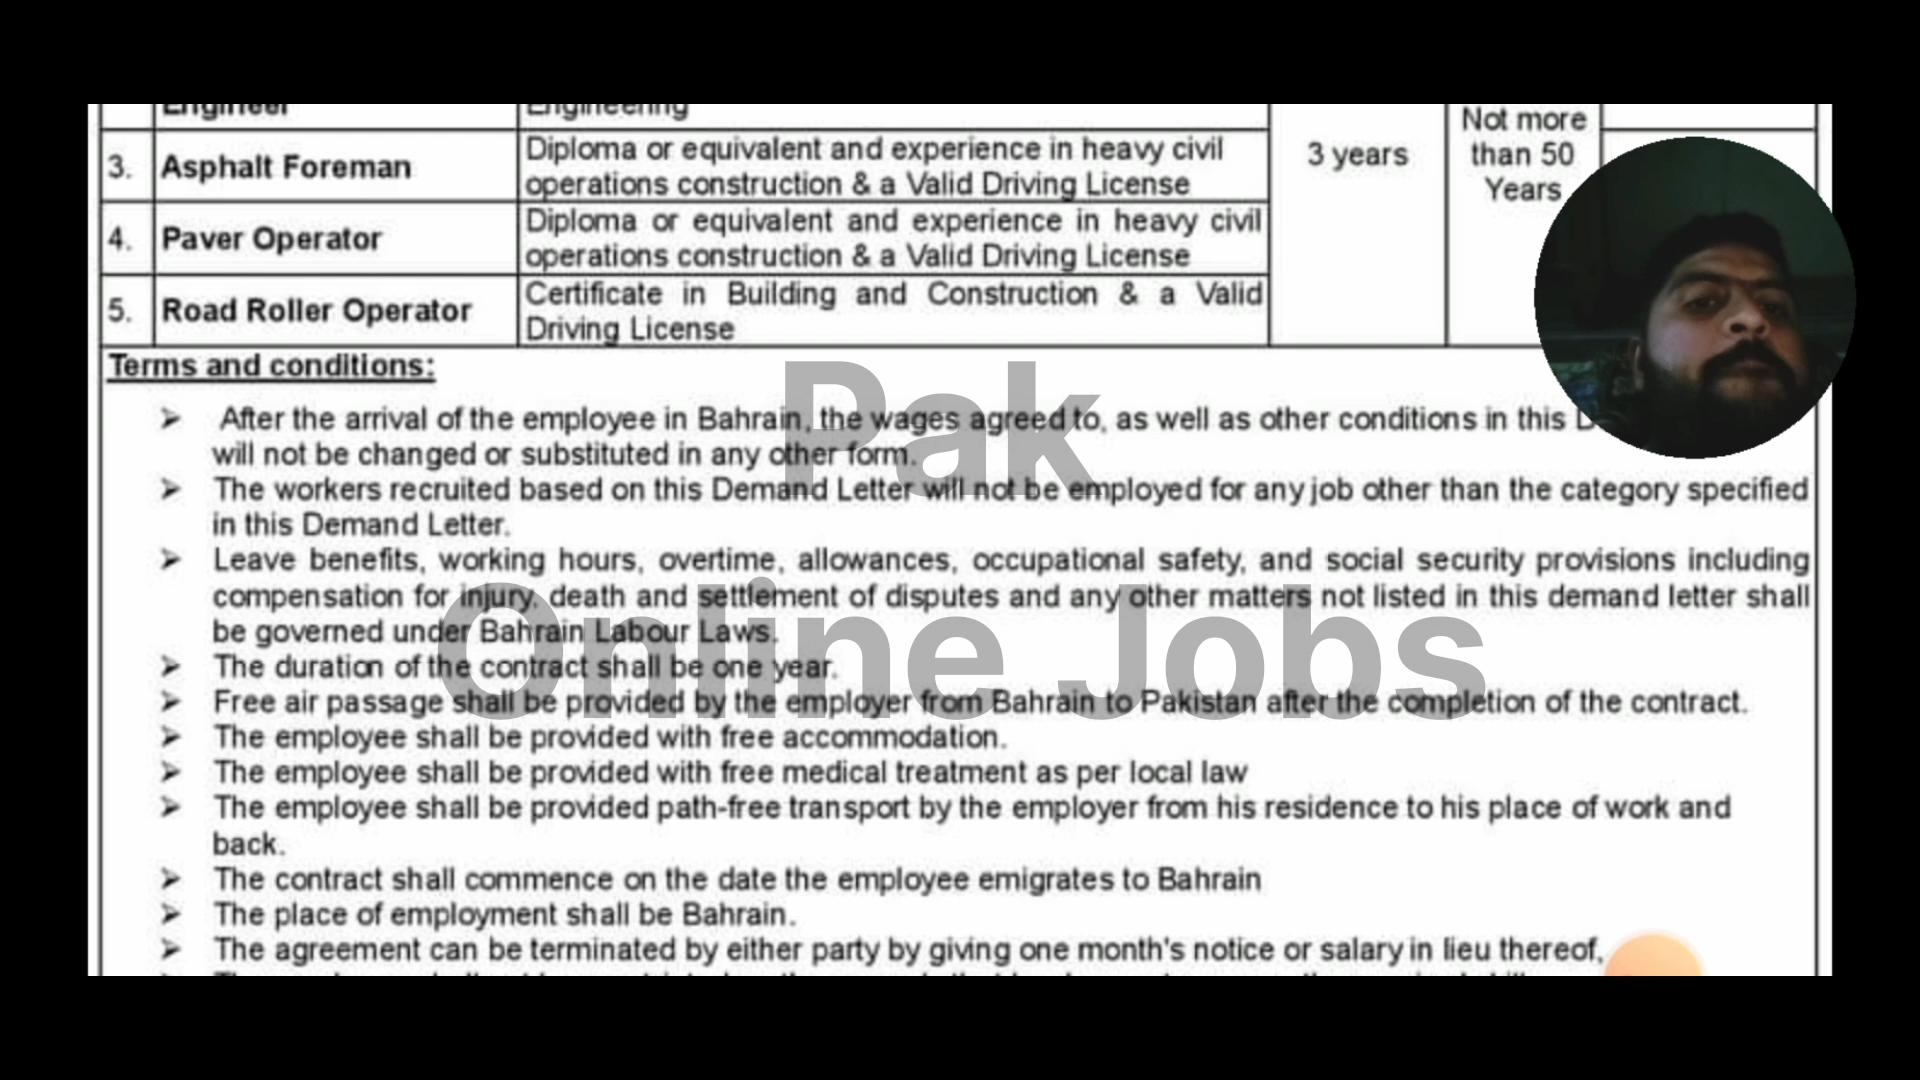 Engineer
Engineering
3. Asphalt Foreman
Diploma or equivalent and experience in heavy civil
operations construction & a Valid Driving License
4. Paver Operator
Diploma or equivalent and experience in heavy civil
operations construction & a Valid Driving License
5. Road Roller Operator
Certificate in Building and Construction & a Valid
Driving License
3 years
Not more
than 50
Years
Terms and conditions:
➢ After the arrival of the employee in Bahrain, the wages agreed to, as well as other conditions in this
will not be changed or substituted in any other form.
➢ The workers recruited based on this Demand Letter will not be employed for any job other than the category specified
in this Demand Letter.
➢ Leave benefits, working hours, overtime, allowances, occupational safety, and social security provisions including
compensation for injury, death and settlement of disputes and any other matters not listed in this demand letter shall
be governed under Bahrain Labour Laws.
➢ The duration of the contract shall be one year.
➢ Free air passage shall be provided by the employer from Bahrain to Pakistan after the completion of the contract.
➢ The employee shall be provided with free accommodation.
➢ The employee shall be provided with free medical treatment as per local law
➢ The employee shall be provided path-free transport by the employer from his residence to his place of work and
back.
➢ The contract shall commence on the date the employee emigrates to Bahrain
➢ The place of employment shall be Bahrain.
➢ The agreement can be terminated by either party by giving one month's notice or salary in lieu thereof,
Pak
Online Jobs